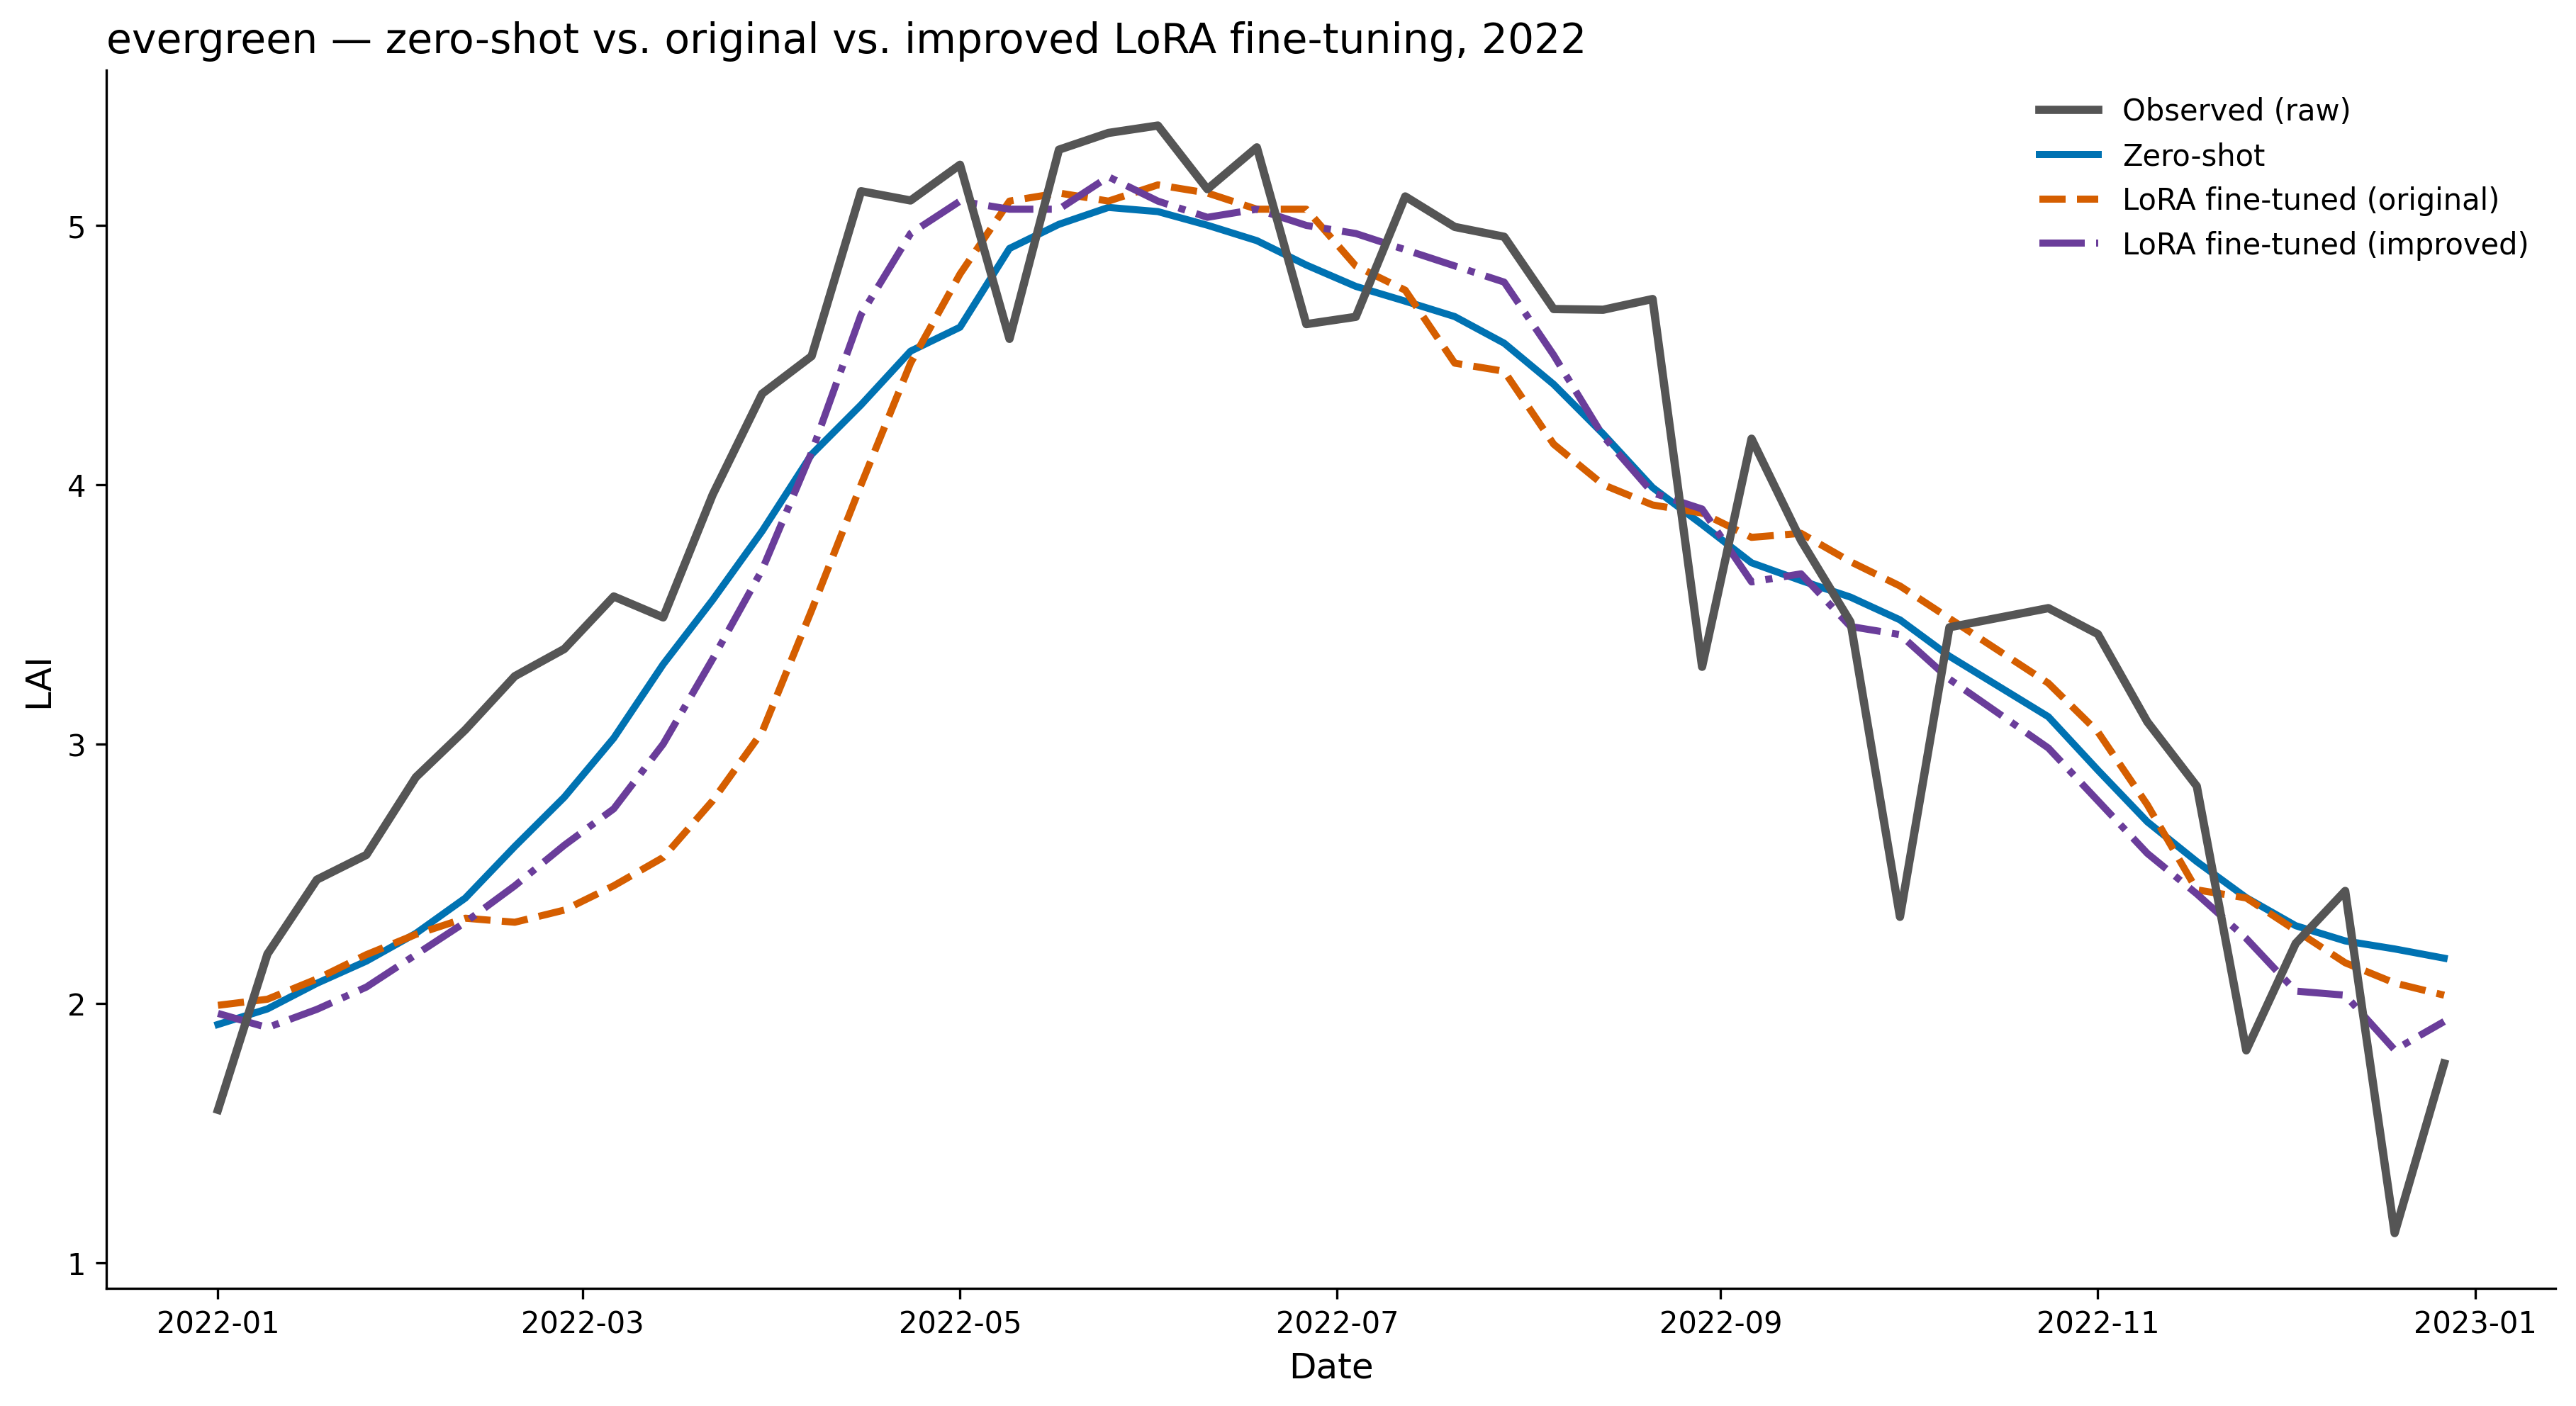 evergreen — zero-shot vs. original vs. improved LoRA fine-tuning, 2022
Observed (raw)
Zero-shot
LoRA fine-tuned (original)
LoRA fine-tuned (improved)
LAI
5
4
3
2
1
2022-01 2022-03 2022-05 2022-07 2022-09 2022-11 2023-01
Date